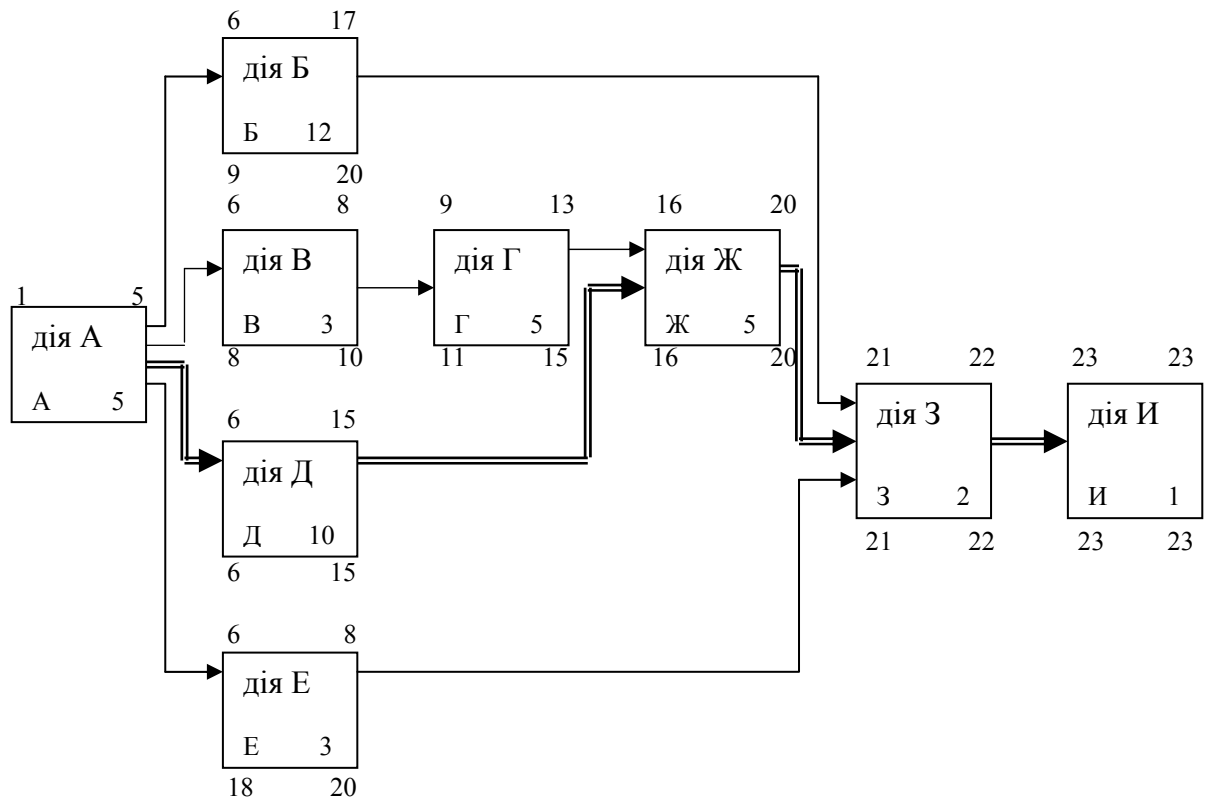 6 17
дія Б
Б 12
9 20
6 8
дія В
В 3
8 10
9 13
дія Г
Г 5
11 15
16 20
дія Ж
Ж 5
16 20
1 5
дія А
А 5
6 15
дія Д
Д 10
6 15
21 22
дія З
З 2
21 22
23 23
дія И
И 1
23 23
6 8
дія Е
Е 3
18 20